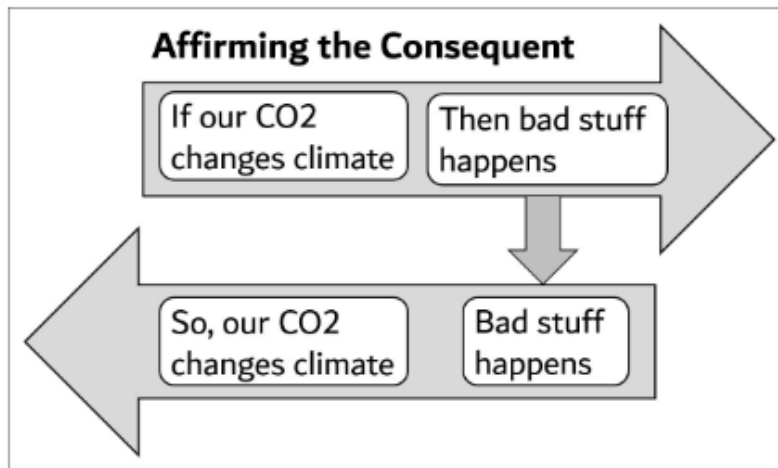 Affirming the Consequent
If our CO2
changes climate
Then bad stuff
happens
So, our CO2
changes climate
Bad stuff
happens